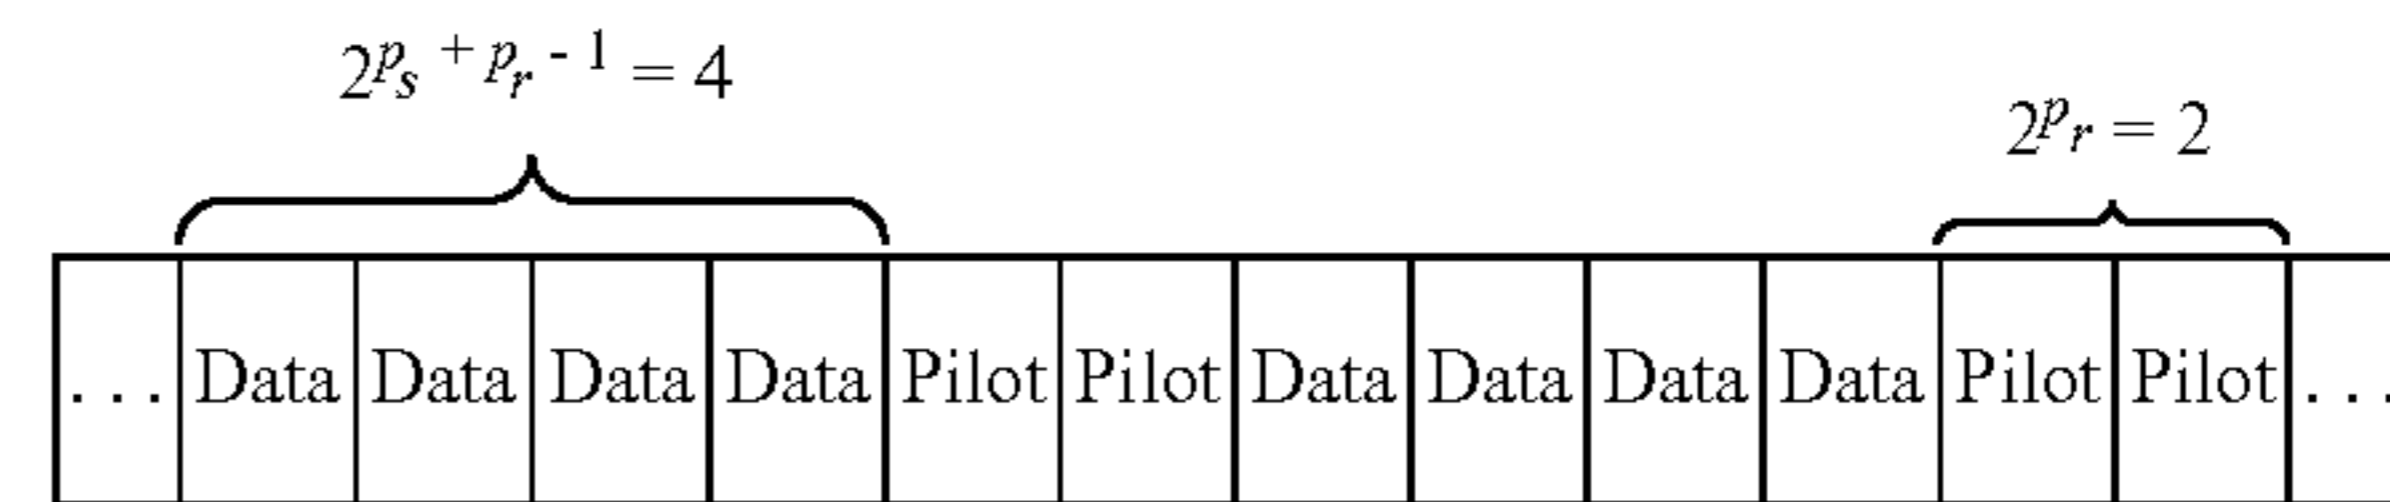 2^{p_s + p_r - 1} = 4
2^{p_r} = 2
. . . Data Data Data Data Pilot Pilot Data Data Data Data Pilot Pilot . . .